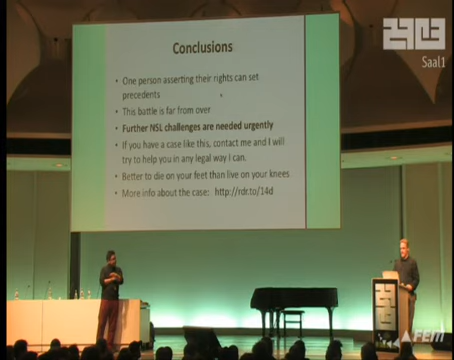 Conclusions
• One person asserting their rights can set
precedents
• This battle is far from over
• Further NSL challenges are needed urgently
• If you have a case like this, contact me and I will
try to help you in any legal way I can.
• Better to die on your feet than live on your knees
• More info about the case: http://rdr.to/14d
Saal1
FEM